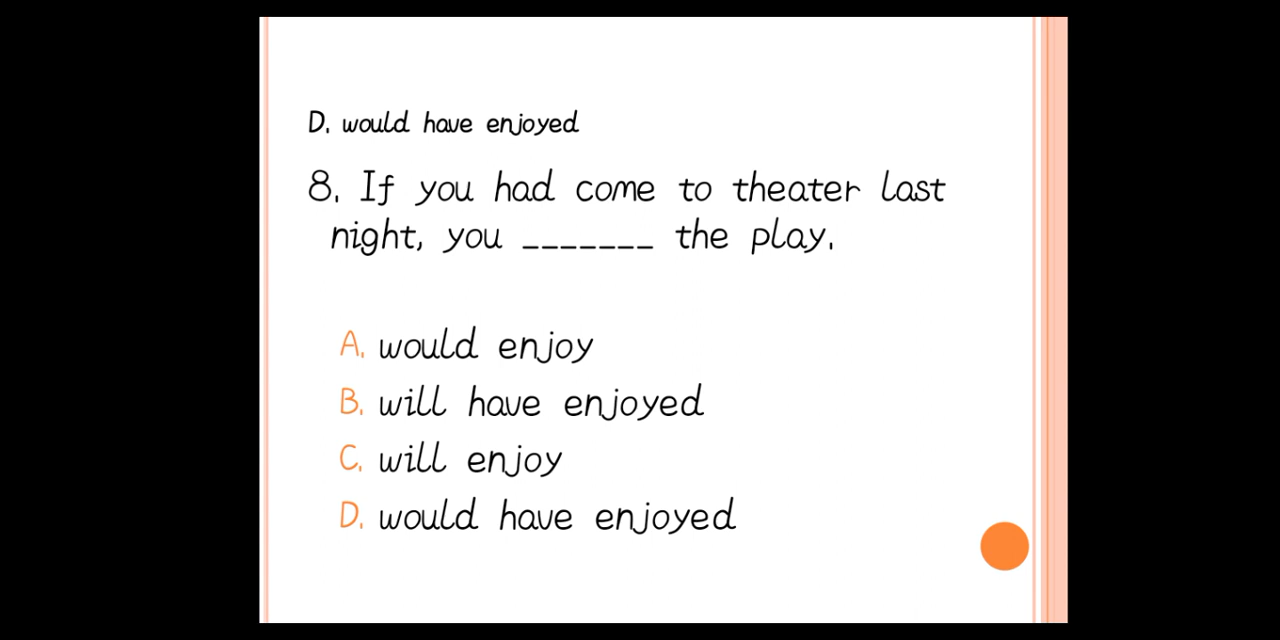 D. would have enjoyed
8. If you had come to theater last
night, you _______ the play.
A. would enjoy
B. will have enjoyed
C. will enjoy
D. would have enjoyed